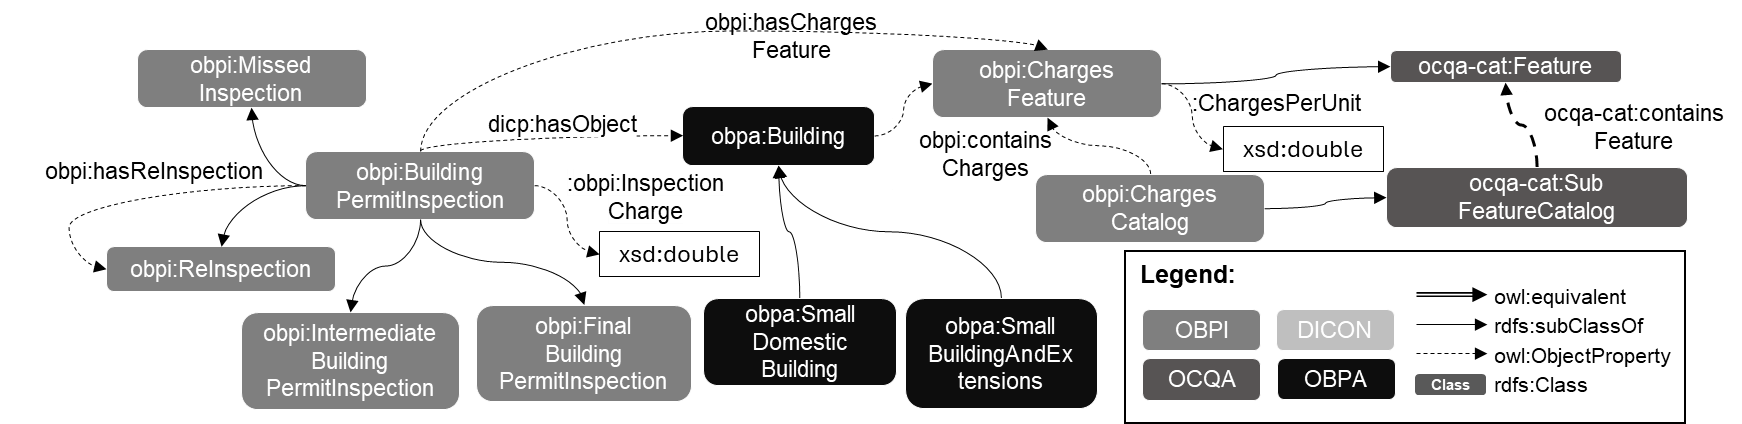 obpi:hasCharges
Feature
obpi:Missed
Inspection
obpi:Charges
Feature
ocqa-cat:Feature
:ChargesPerUnit
ocqa-cat:contains
Feature
dicp:hasObject
obpa:Building
obpi:contains
Charges
xsd:double
obpi:hasReInspection
obpi:Building
PermitInspection
:obpi:Inspection
Charge
obpi:Charges
Catalog
ocqa-cat:Sub
FeatureCatalog
obpi:ReInspection
xsd:double
obpi:Intermediate
Building
PermitInspection
obpi:Final
Building
PermitInspection
obpa:Small
Domestic
Building
obpa:Small
BuildingAndEx
tensions
Legend:
OBPI
DICON
OCQA
OBPA
owl:equivalent
rdfs:subClassOf
owl:ObjectProperty
Class
rdfs:Class